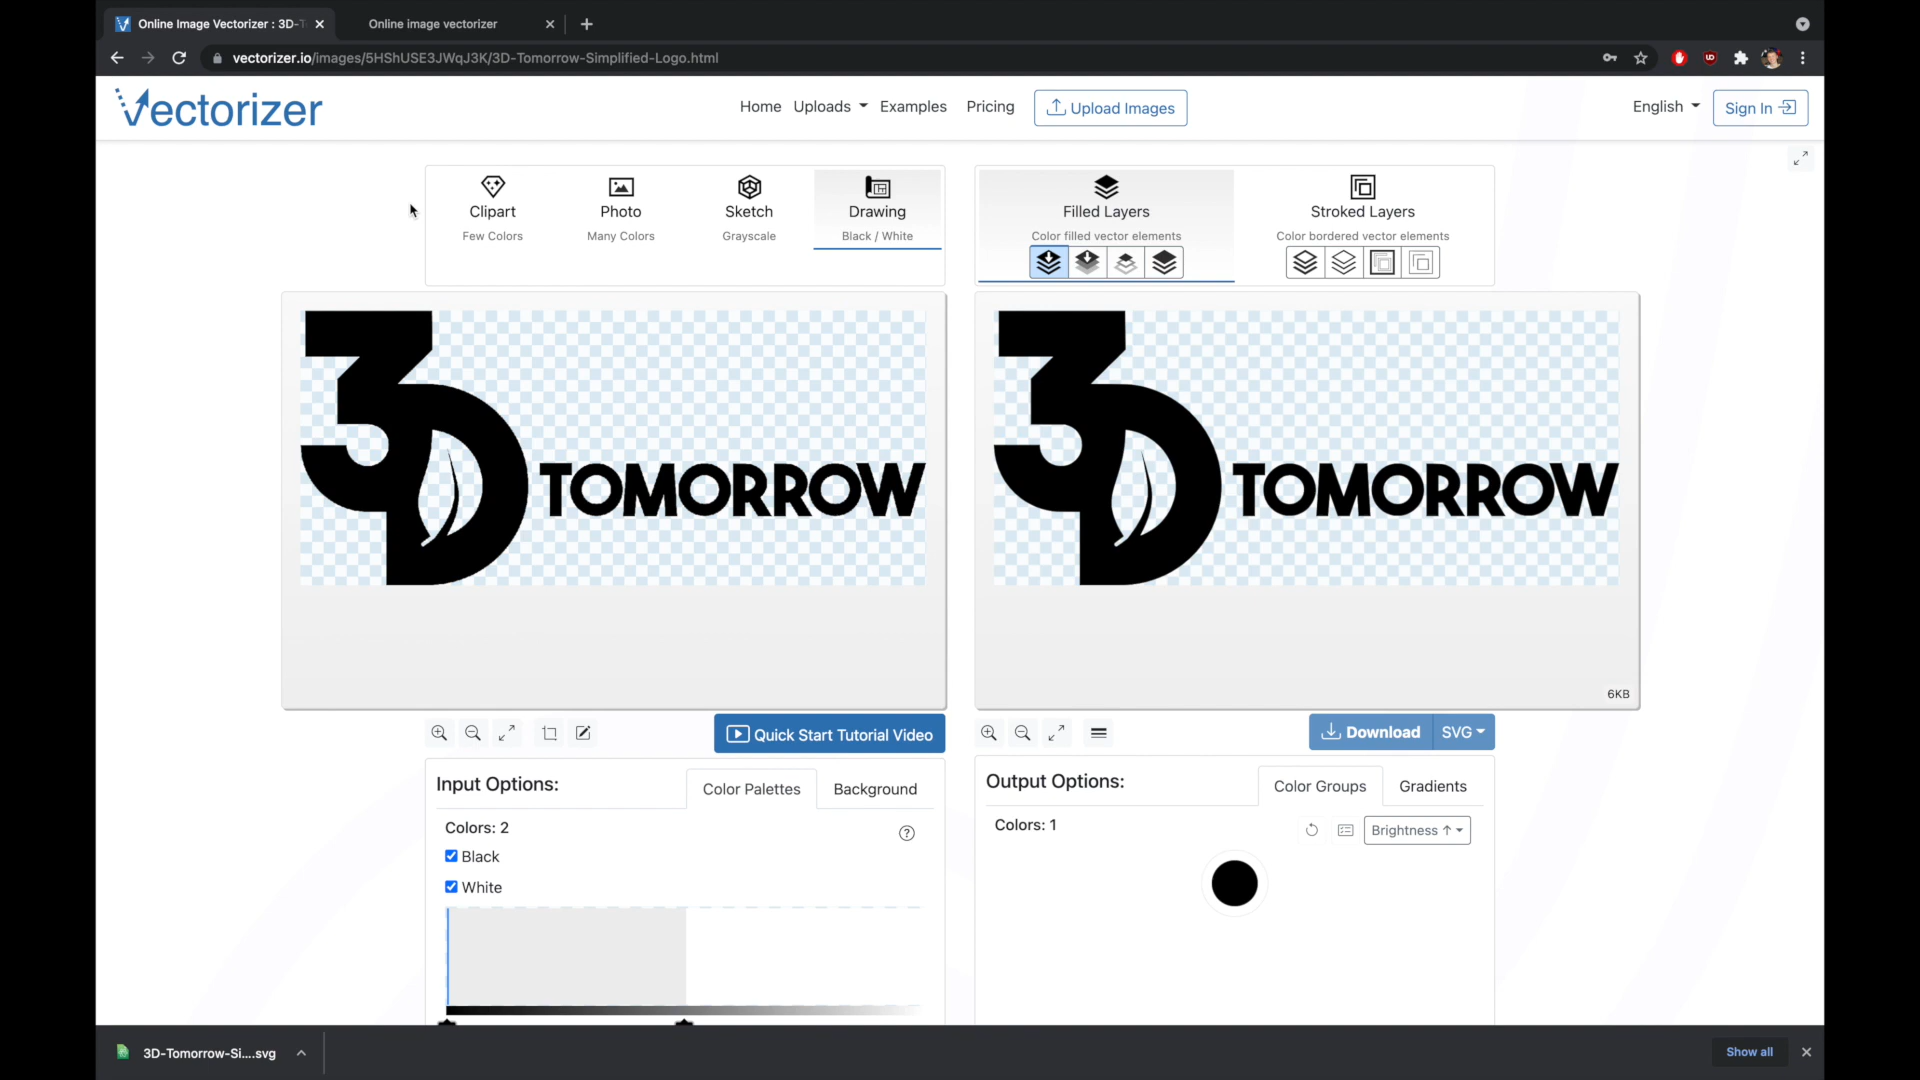 Online Image Vectorizer : 3D-T
Online image vectorizer
vectorizer.io/images/5HShUSE3JWqJ3K/3D-Tomorrow-Simplified-Logo.html
Vectorizer
Home
Uploads
Examples
Pricing
Upload Images
English
Sign In
Clipart
Few Colors
Photo
Many Colors
Sketch
Grayscale
Drawing
Black / White
Filled Layers
Color filled vector elements
Stroked Layers
Color bordered vector elements
3D TOMORROW
3D TOMORROW
6KB
Quick Start Tutorial Video
Download
SVG
Input Options:
Color Palettes
Background
Colors: 2
Black
White
Output Options:
Color Groups
Gradients
Colors: 1
Brightness ↑
3D-Tomorrow-Si....svg
Show all